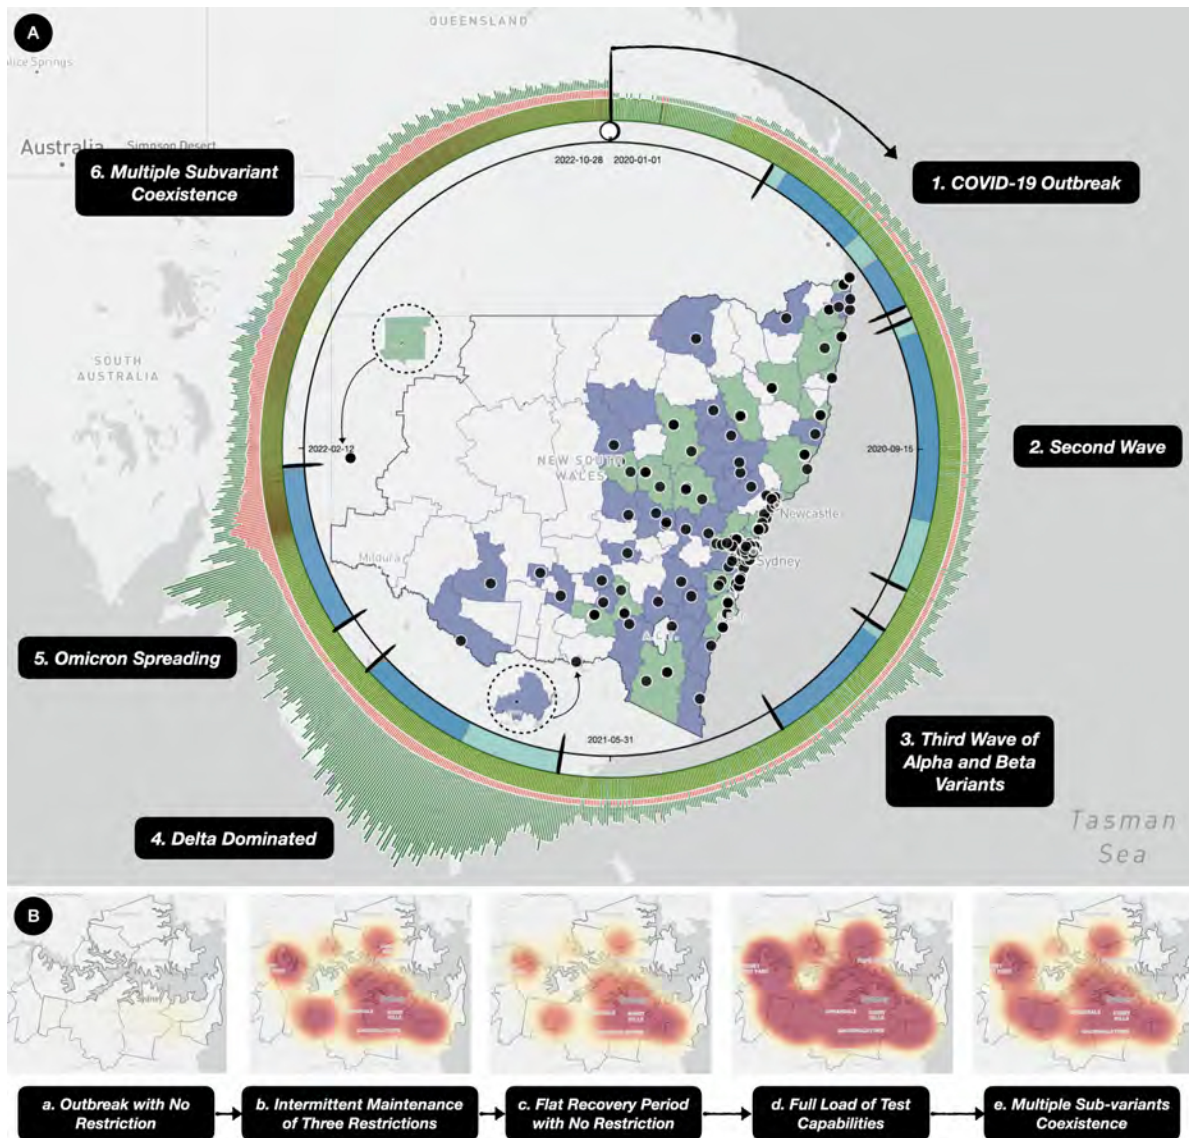 A
QUEENSLAND
Alice Springs
Australia
Simpson Desert
6. Multiple Subvariant
Coexistence
2022-10-28
2020-01-01
1. COVID-19 Outbreak
SOUTH
AUSTRALIA
2022-02-12
NEW SOUTH
WALES
2020-09-15
2. Second Wave
Newcastle
Mildura
Sydney
A.C.T.
5. Omicron Spreading
2021-05-31
3. Third Wave of
Alpha and Beta
Variants
4. Delta Dominated
Tasman
Sea
B
Sydney
SURRY
HILLS
a. Outbreak with No
Restriction
b. Intermittent Maintenance
of Three Restrictions
c. Flat Recovery Period
with No Restriction
d. Full Load of Test
Capabilities
e. Multiple Sub-variants
Coexistence